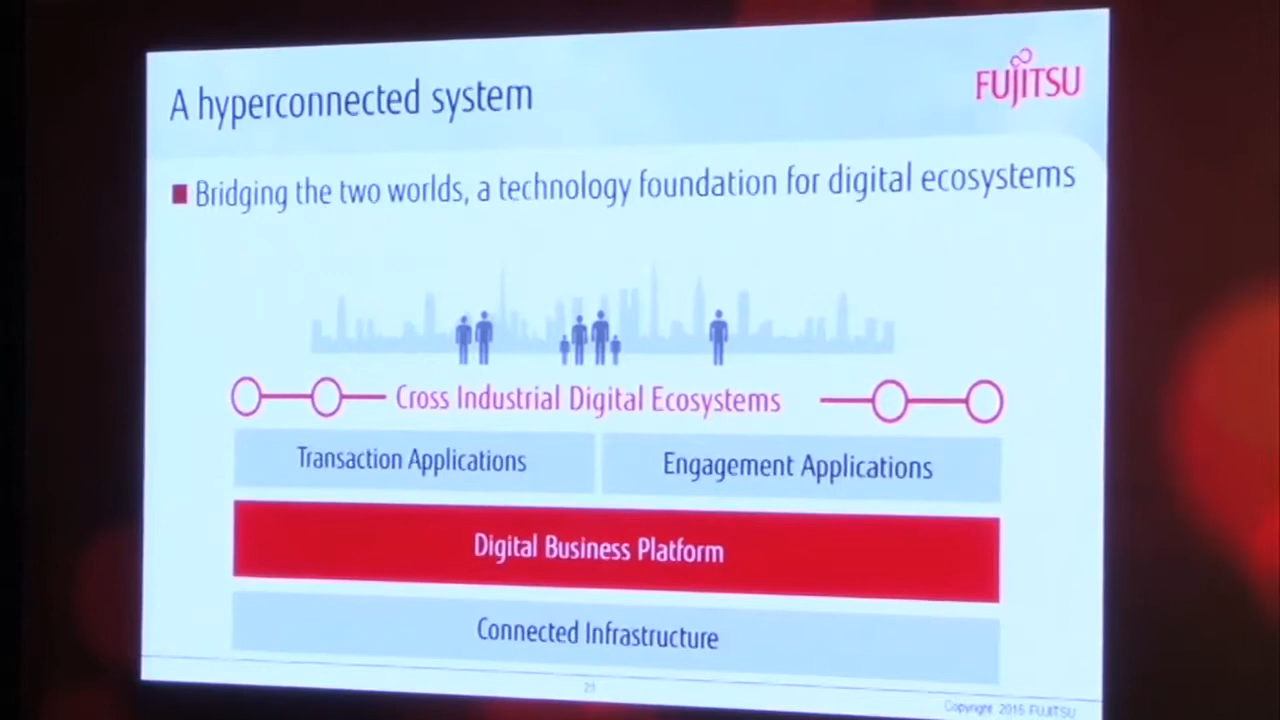 A hyperconnected system
FUJITSU
Bridging the two worlds, a technology foundation for digital ecosystems
Cross Industrial Digital Ecosystems
Transaction Applications
Engagement Applications
Digital Business Platform
Connected Infrastructure
Copyright 2015 FUJITSU